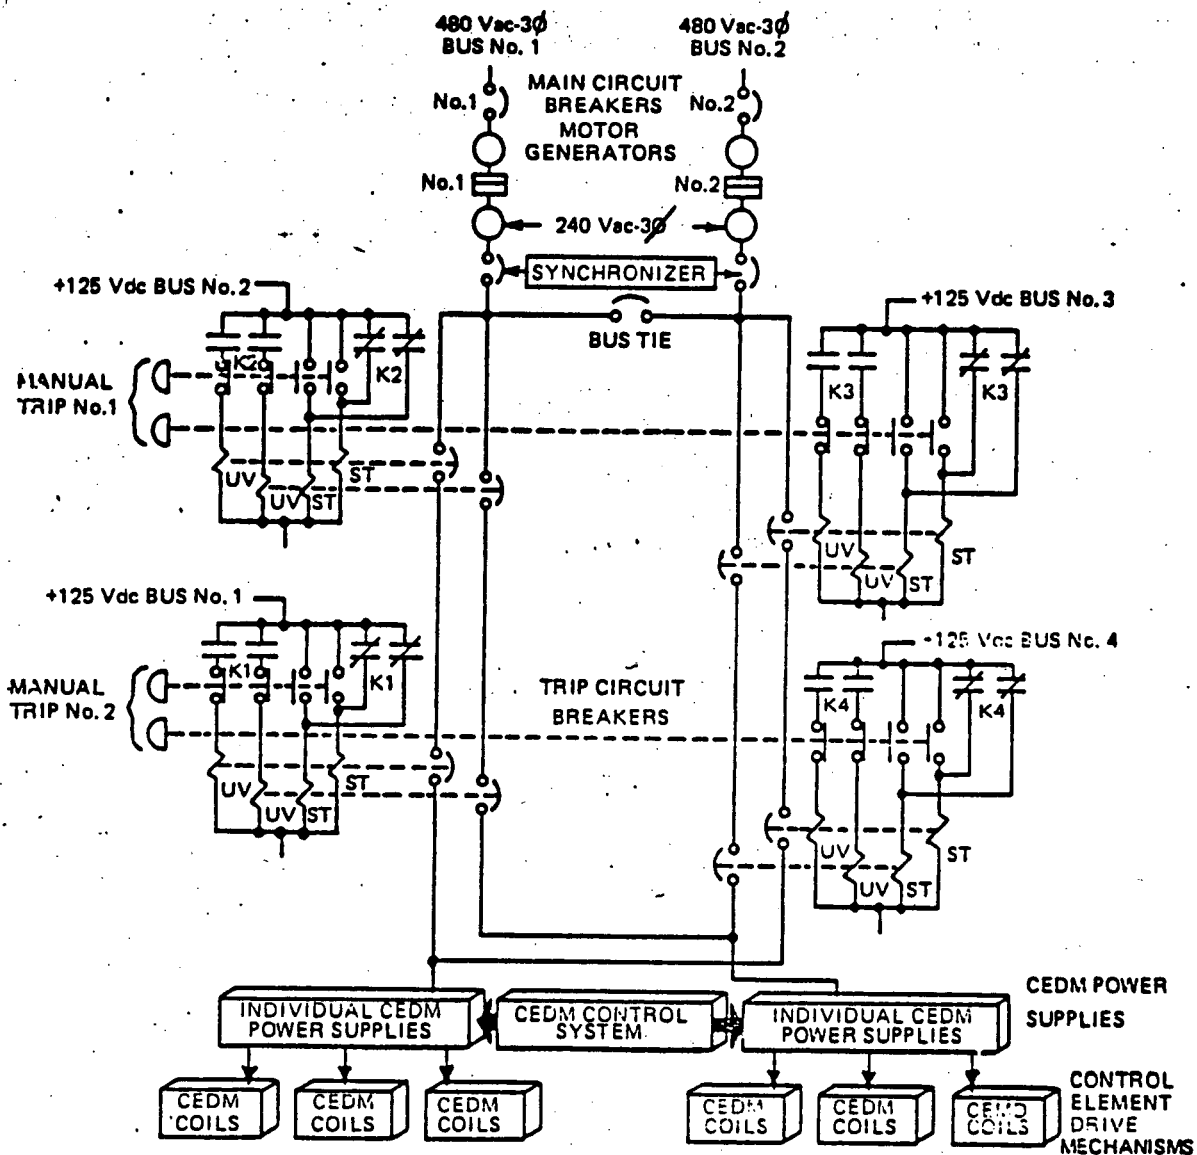 480 Vac-3Ø
BUS No. 1
480 Vac-3Ø
BUS No.2
MAIN CIRCUIT
BREAKERS
No.1
No.2
MOTOR
GENERATORS
No.1
No.2
240 Vac-3Ø
SYNCHRONIZER
+125 Vdc BUS No.2
+125 Vdc BUS No.3
BUS TIE
K2
K2
K3
K3
MANUAL
TRIP No.1
UV
UV
ST
ST
UV
UV
ST
ST
+125 Vdc BUS No. 1
+125 Vdc BUS No. 4
K1
K1
K4
K4
MANUAL
TRIP No. 2
TRIP CIRCUIT
BREAKERS
UV
UV
ST
ST
UV
UV
ST
ST
INDIVIDUAL CEDM
POWER SUPPLIES
CEDM CONTROL
SYSTEM
INDIVIDUAL CEDM
POWER SUPPLIES
CEDM POWER
SUPPLIES
CEDM
COILS
CEDM
COILS
CEDM
COILS
CEDM
COILS
CEDM
COILS
CEMD
COILS
CONTROL
ELEMENT
DRIVE
MECHANISMS